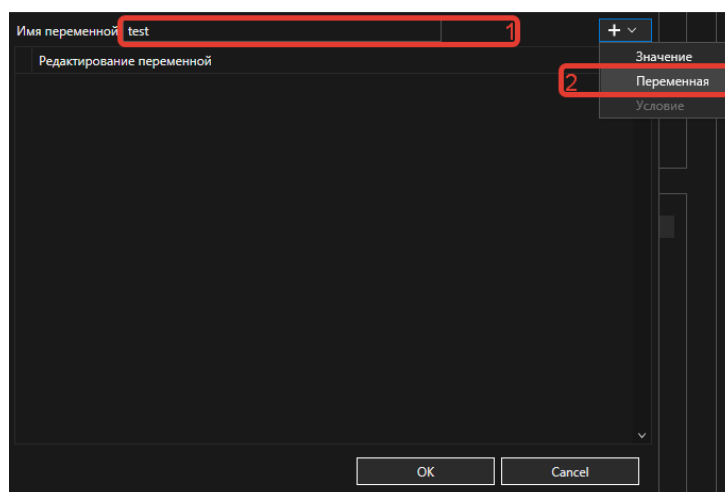 Имя переменной test 1
Редактирование переменной
Значение
2 Переменная
Условие
OK Cancel